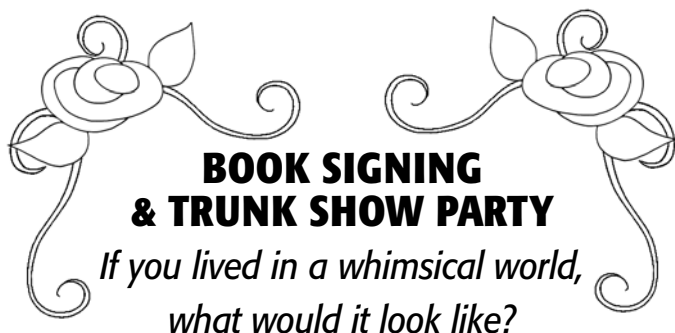 BOOK SIGNING
& TRUNK SHOW PARTY
If you lived in a whimsical world,
what would it look like?